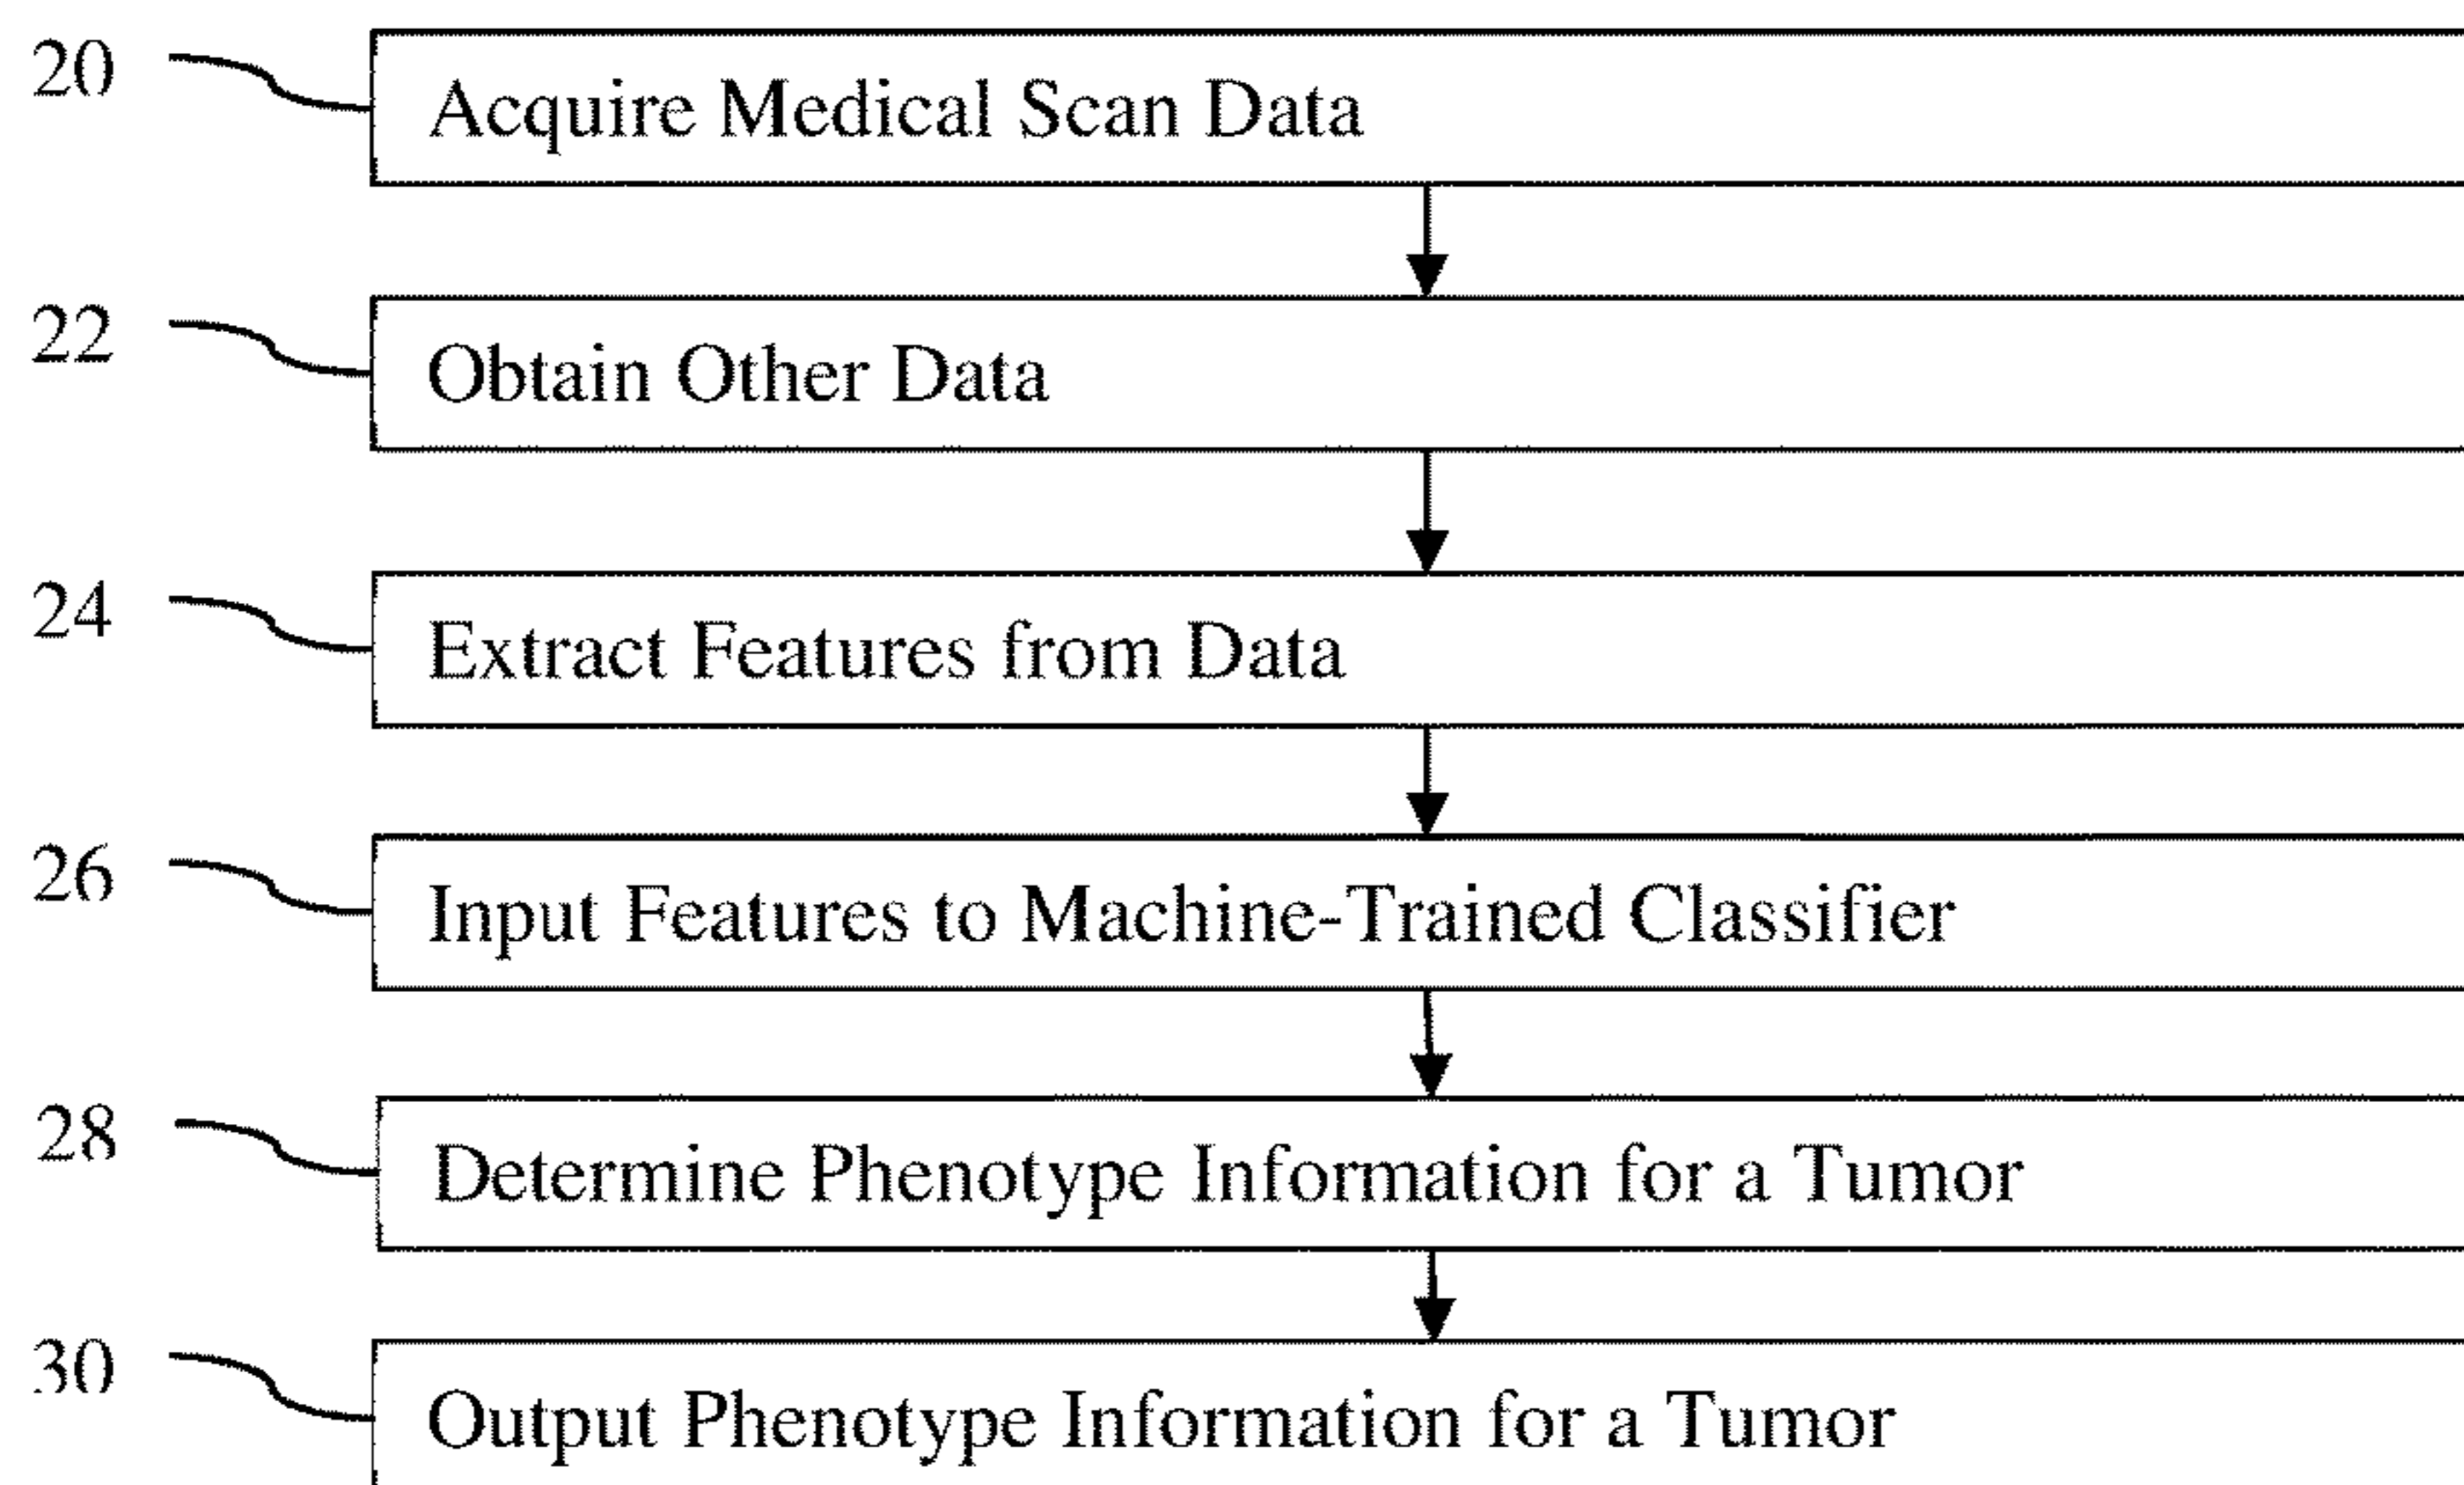 20 Acquire Medical Scan Data
22 Obtain Other Data
24 Extract Features from Data
26 Input Features to Machine-Trained Classifier
28 Determine Phenotype Information for a Tumor
30 Output Phenotype Information for a Tumor